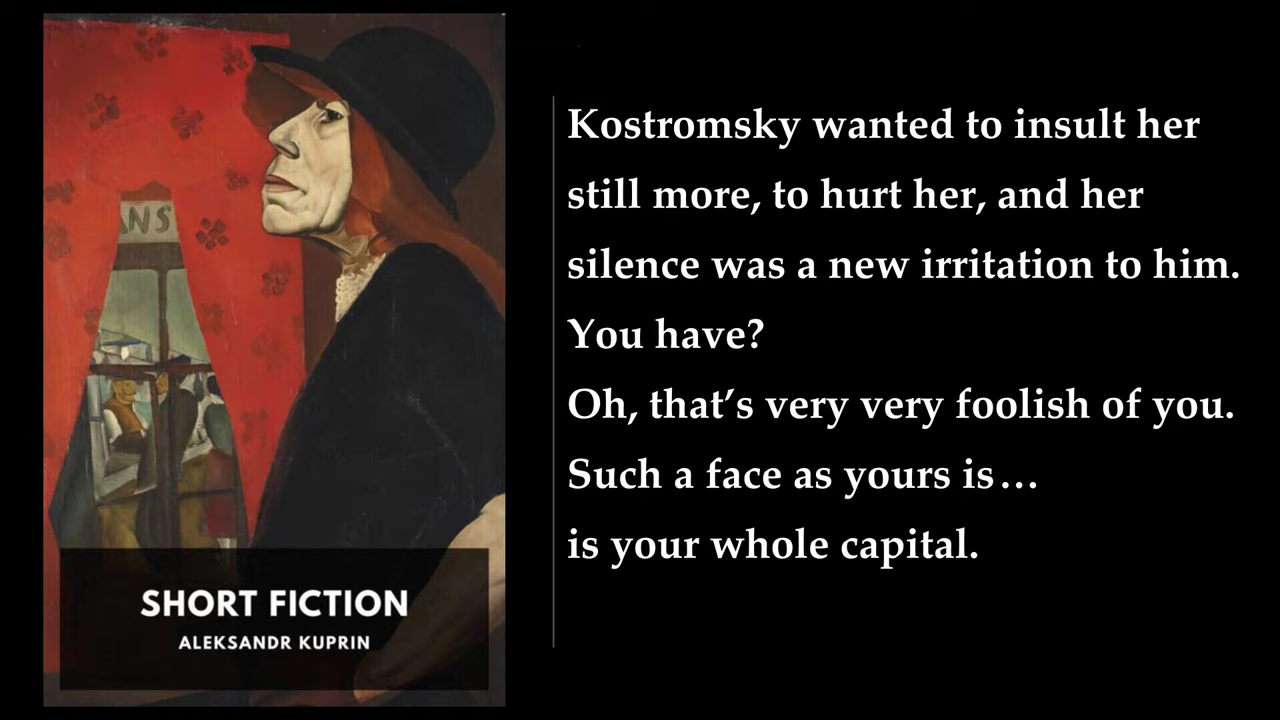 ANS
SHORT FICTION
ALEKSANDR KUPRIN
Kostromsky wanted to insult her
still more, to hurt her, and her
silence was a new irritation to him.
You have?
Oh, that’s very very foolish of you.
Such a face as yours is…
is your whole capital.